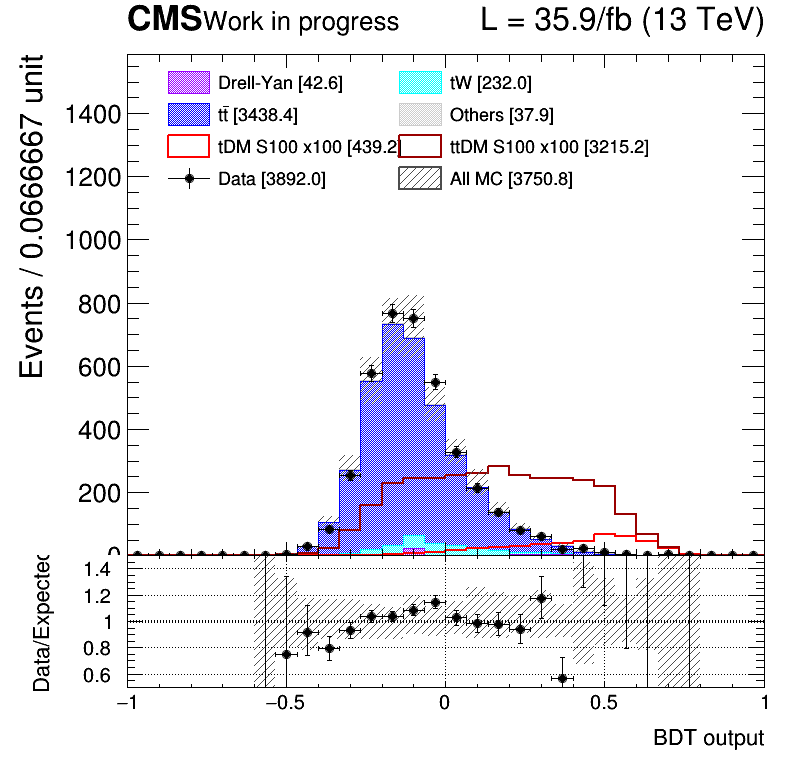 CMS Work in progress L = 35.9/fb (13 TeV)
Drell-Yan [42.6] tW [232.0]
tt̄ [3438.4] Others [37.9]
tDM S100 x100 [439.2] ttDM S100 x100 [3215.2]
Data [3892.0] All MC [3750.8]
Events / 0.0666667 unit
1400
1200
1000
800
600
400
200
0
Data/Expected
1.4
1.2
1
0.8
0.6
−1 −0.5 0 0.5 1
BDT output